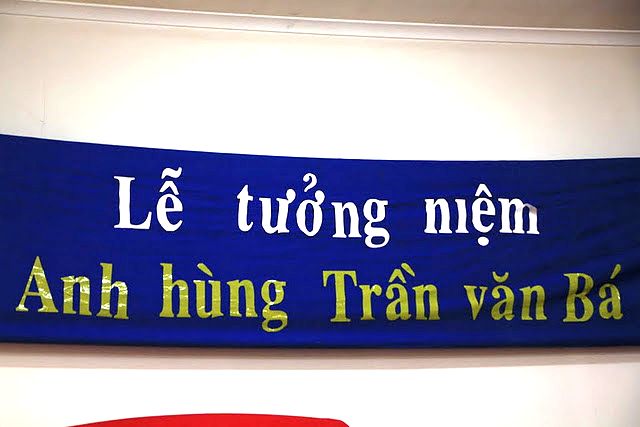 Lễ tưởng niệm
Anh hùng Trần văn Bá